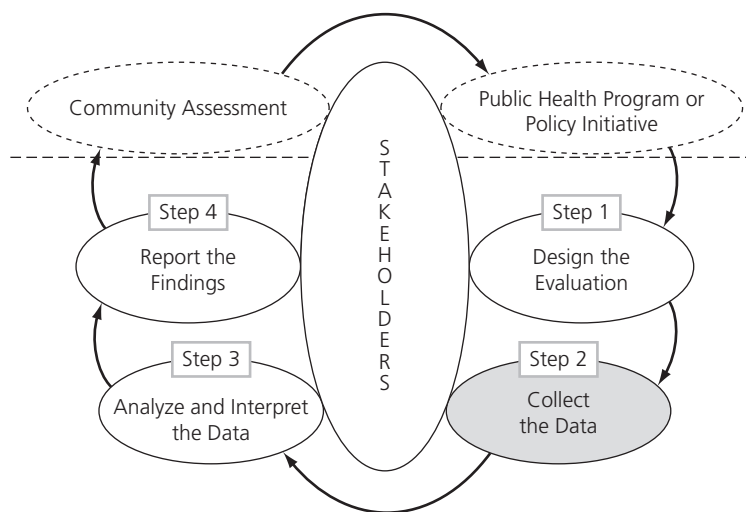 Community Assessment
Public Health Program or
Policy Initiative
STAKEHOLDERS
Step 1
Design the
Evaluation
Step 2
Collect
the Data
Step 3
Analyze and Interpret
the Data
Step 4
Report the
Findings